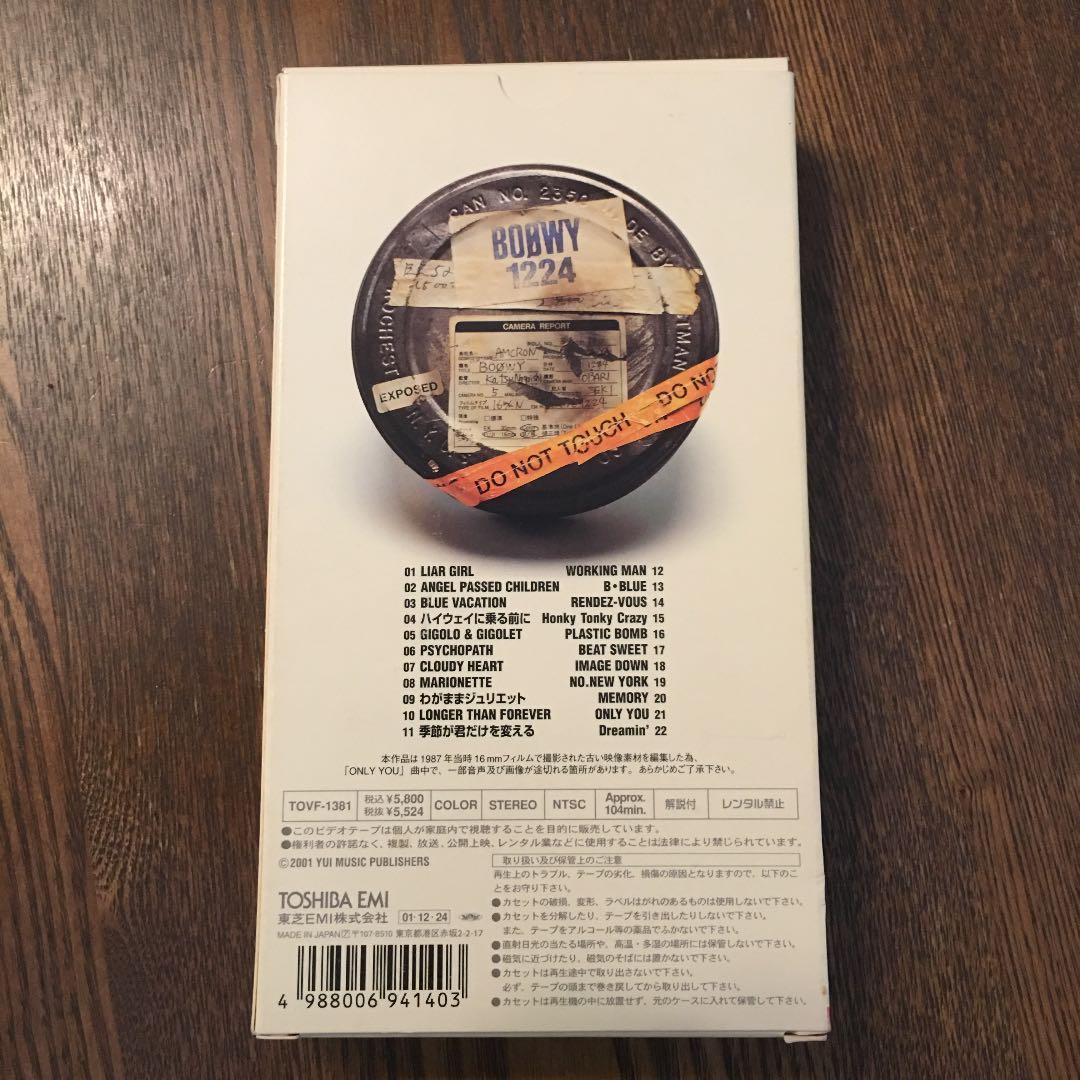 CAN NO. 235
MADE BY
EASTMAN
ROCHEST
N.Y.
BOØWY
1224
CAMERA REPORT
AMCRON
BOØWY
TITLE
DIRECTOR
CAMERA NO. 5
フィルムタイプ
TYPE OF FILM
OBARI
1224
EXPOSED
DO NOT TOUCH DO NOT
01 LIAR GIRL WORKING MAN 12
02 ANGEL PASSED CHILDREN B・BLUE 13
03 BLUE VACATION RENDEZ-VOUS 14
04 ハイウェイに乗る前に Honky Tonky Crazy 15
05 GIGOLO & GIGOLET PLASTIC BOMB 16
06 PSYCHOPATH BEAT SWEET 17
07 CLOUDY HEART IMAGE DOWN 18
08 MARIONETTE NO.NEW YORK 19
09 わがままジュリエット MEMORY 20
10 LONGER THAN FOREVER ONLY YOU 21
11 季節が君だけを変える Dreamin' 22
本作品は1987年当時16mmフィルムで撮影された古い映像素材を編集した為、
「ONLY YOU」曲中で、一部音声及び画像が途切れる箇所があります。あらかじめご了承下さい。
TOVF-1381 税込¥5,800 税抜¥5,524 COLOR STEREO NTSC Approx. 104min. 解説付 レンタル禁止
●このビデオテープは個人が家庭内で視聴することを目的に販売しています。
●権利者の許諾なく、複製、放送、公開上映、レンタル業などに使用することは法律により禁じられています。
©2001 YUI MUSIC PUBLISHERS
TOSHIBA EMI
東芝EMI株式会社 01・12・24
MADE IN JAPAN 〒107-8510 東京都港区赤坂2-2-17
4 988006 941403
取り扱い及び保管上のご注意
再生上のトラブル、テープの劣化、損傷の原因となりますので、以下のこ
とをお守り下さい。
●カセットの破損、変形、ラベルはがれのあるものは使用しないで下さい。
●カセットを分解したり、テープを引き出したりしないで下さい。
また、テープをアルコール等の薬品でふかないで下さい。
●直射日光の当たる場所や、高温・多湿の場所には保管しないで下さい。
●磁気に近づけたり、磁気のそばには置かないで下さい。
●カセットは再生途中で取り出さないで下さい。
必ず、テープの頭まで巻き戻してから取り出して下さい。
●カセットは再生機の中に放置せず、元のケースに入れて保管して下さい。